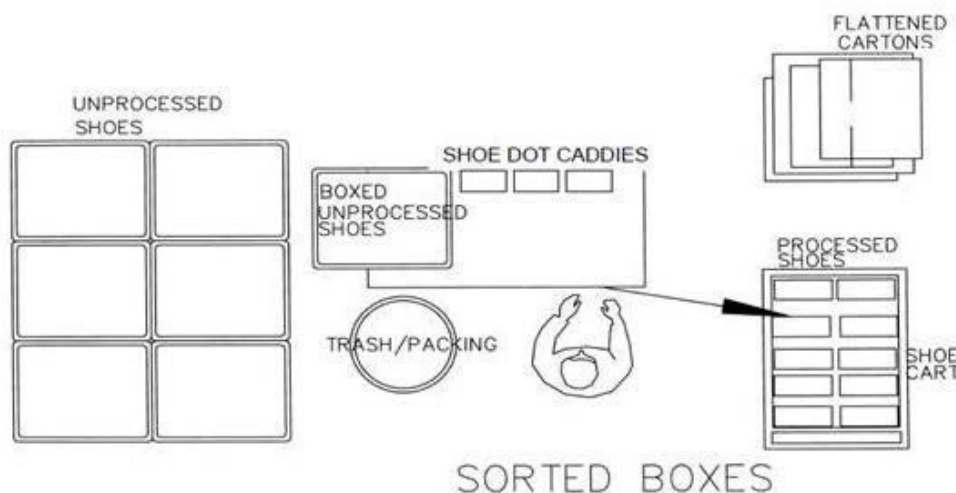 FLATTENED
CARTONS
UNPROCESSED
SHOES
SHOE DOT CADDIES
BOXED
UNPROCESSED
SHOES
PROCESSED
SHOES
TRASH/PACKING
SHOE
CART
SORTED BOXES